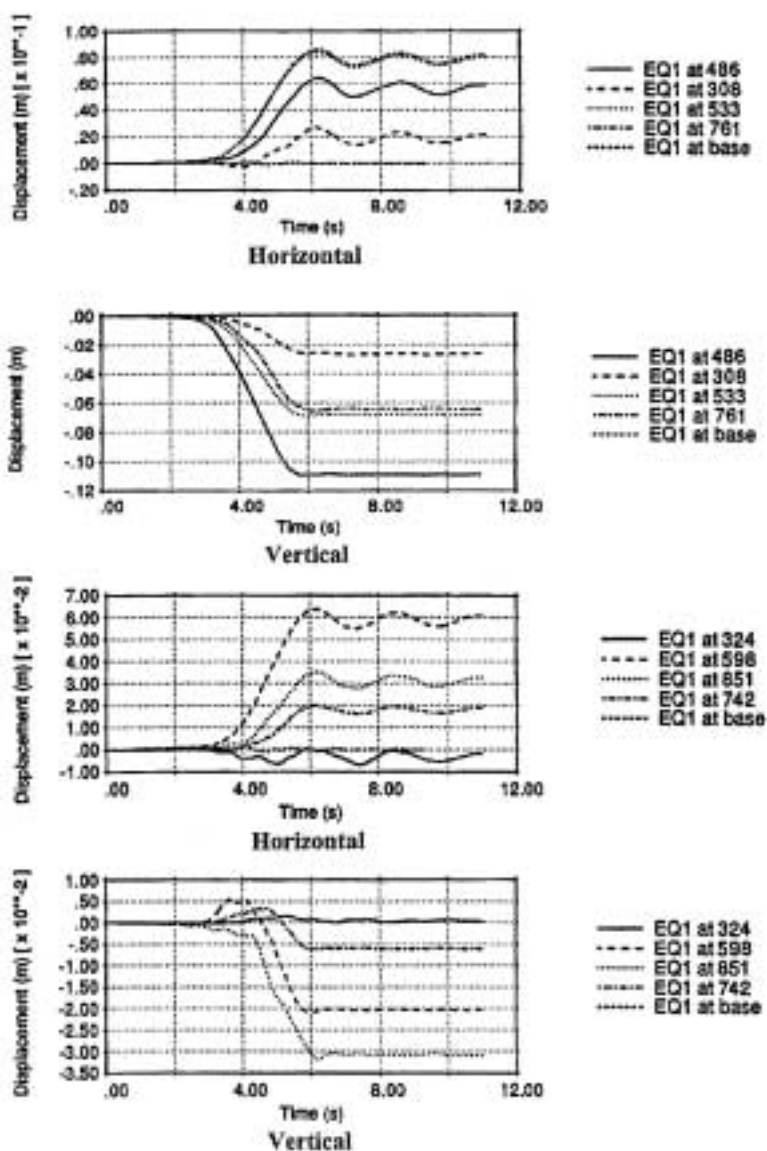 Displacement (m) [ x 10**-1 ]
1.00
.80
.60
.40
.20
.00
-.20
.00
4.00
8.00
12.00
Time (s)
Horizontal
EQ1 at 486
EQ1 at 308
EQ1 at 533
EQ1 at 761
EQ1 at base
Displacement (m)
.00
-.02
-.04
-.06
-.08
-.10
-.12
.00
4.00
8.00
12.00
Time (s)
Vertical
EQ1 at 486
EQ1 at 308
EQ1 at 533
EQ1 at 761
EQ1 at base
Displacement (m) [ x 10**-2 ]
7.00
6.00
5.00
4.00
3.00
2.00
1.00
.00
-1.00
.00
4.00
8.00
12.00
Time (s)
Horizontal
EQ1 at 324
EQ1 at 598
EQ1 at 851
EQ1 at 742
EQ1 at base
Displacement (m) [ x 10**-2 ]
1.00
.50
.00
-.50
-1.00
-1.50
-2.00
-2.50
-3.00
-3.50
.00
4.00
8.00
12.00
Time (s)
Vertical
EQ1 at 324
EQ1 at 598
EQ1 at 851
EQ1 at 742
EQ1 at base